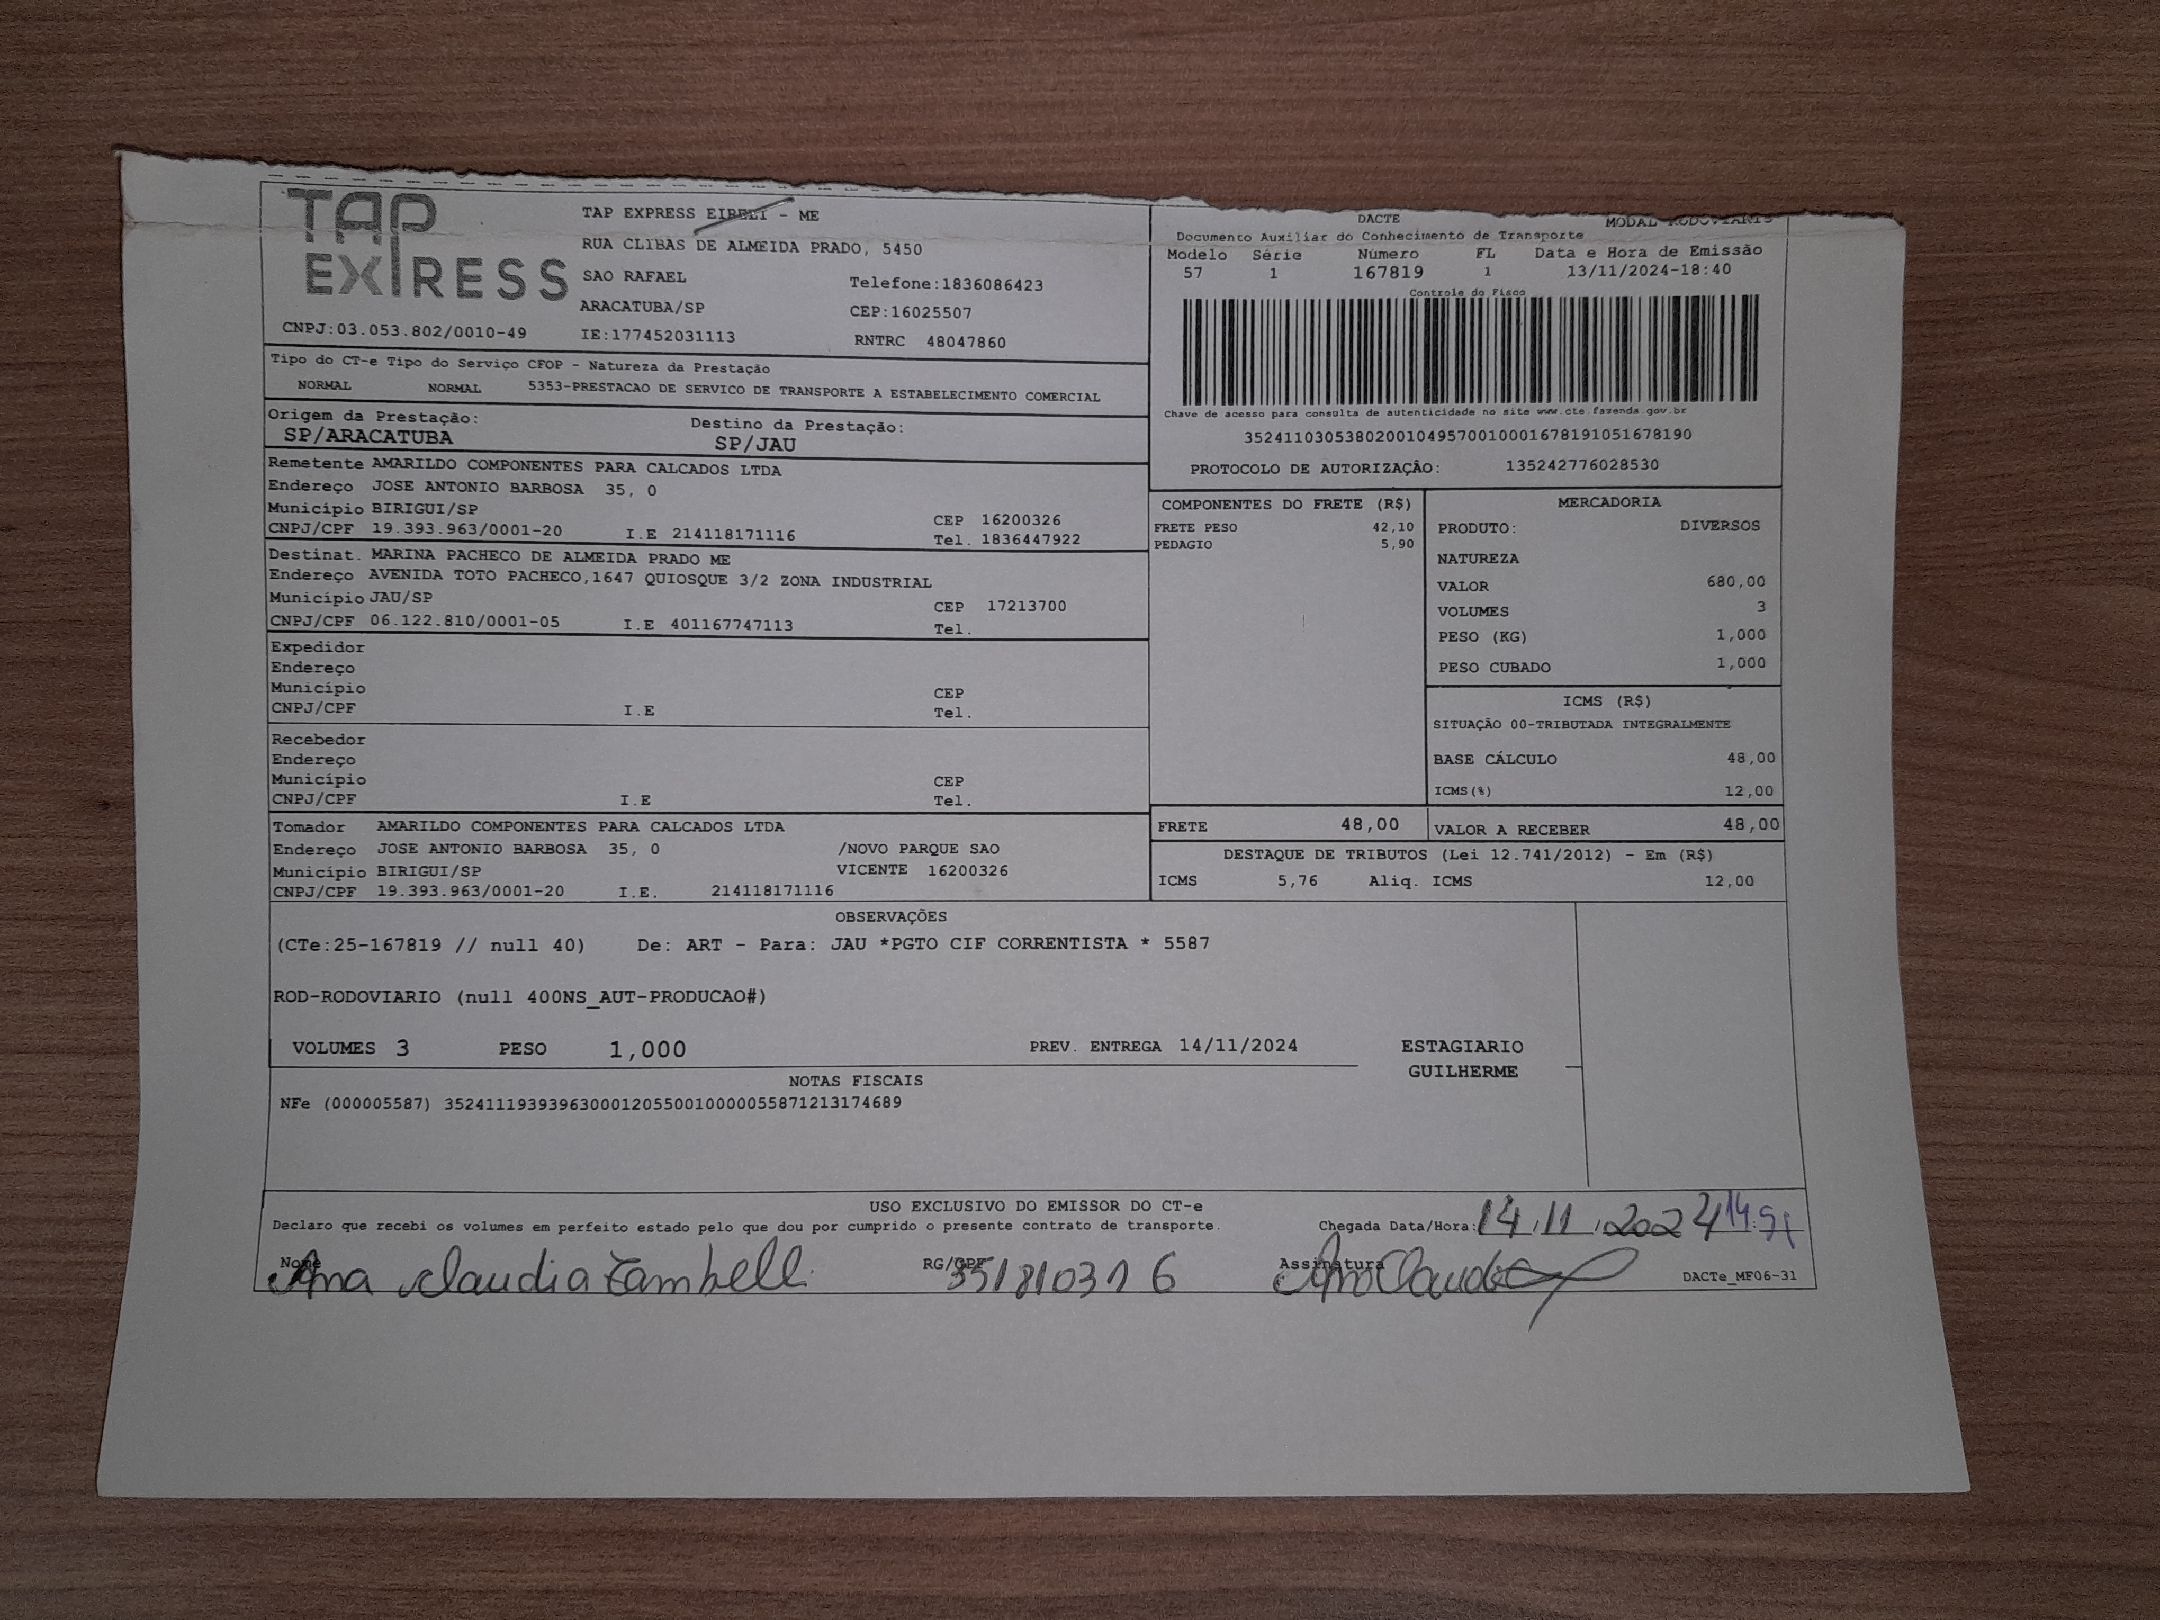 TAP
EXPRESS
TAP EXPRESS EIRELI - ME
RUA CLIBAS DE ALMEIDA PRADO, 5450
SAO RAFAEL
Telefone:1836086423
ARACATUBA/SP
CEP:16025507
CNPJ:03.053.802/0010-49
IE:177452031113
RNTRC 48047860
DACTE
MODAL RODOVIARIO
Documento Auxiliar do Conhecimento de Transporte
Modelo Série Número FL Data e Hora de Emissão
57 1 167819 1 13/11/2024-18:40
Controle do Fisco
Chave de acesso para consulta de autenticidade no site www.cte.fazenda.gov.br
35241103053802001049570010001678191051678190
PROTOCOLO DE AUTORIZAÇÃO: 135242776028530
Tipo do CT-e Tipo do Serviço CFOP - Natureza da Prestação
NORMAL NORMAL 5353-PRESTACAO DE SERVICO DE TRANSPORTE A ESTABELECIMENTO COMERCIAL
Origem da Prestação: Destino da Prestação:
SP/ARACATUBA SP/JAU
Remetente AMARILDO COMPONENTES PARA CALCADOS LTDA
Endereço JOSE ANTONIO BARBOSA 35, 0
Município BIRIGUI/SP CEP 16200326
CNPJ/CPF 19.393.963/0001-20 I.E 214118171116 Tel. 1836447922
Destinat. MARINA PACHECO DE ALMEIDA PRADO ME
Endereço AVENIDA TOTO PACHECO,1647 QUIOSQUE 3/2 ZONA INDUSTRIAL
Município JAU/SP CEP 17213700
CNPJ/CPF 06.122.810/0001-05 I.E 401167747113 Tel.
Expedidor
Endereço
Município CEP
CNPJ/CPF I.E Tel.
Recebedor
Endereço
Município CEP
CNPJ/CPF I.E Tel.
Tomador AMARILDO COMPONENTES PARA CALCADOS LTDA
Endereço JOSE ANTONIO BARBOSA 35, 0 /NOVO PARQUE SAO
Município BIRIGUI/SP VICENTE 16200326
CNPJ/CPF 19.393.963/0001-20 I.E. 214118171116
COMPONENTES DO FRETE (R$)
FRETE PESO 42,10
PEDAGIO 5,90
MERCADORIA
PRODUTO: DIVERSOS
NATUREZA
VALOR 680,00
VOLUMES 3
PESO (KG) 1,000
PESO CUBADO 1,000
ICMS (R$)
SITUAÇÃO 00-TRIBUTADA INTEGRALMENTE
BASE CÁLCULO 48,00
ICMS(%) 12,00
FRETE 48,00 VALOR A RECEBER 48,00
DESTAQUE DE TRIBUTOS (Lei 12.741/2012) - Em (R$)
ICMS 5,76 Aliq. ICMS 12,00
OBSERVAÇÕES
(CTe:25-167819 // null 40) De: ART - Para: JAU *PGTO CIF CORRENTISTA * 5587
ROD-RODOVIARIO (null 400NS_AUT-PRODUCAO#)
VOLUMES 3 PESO 1,000 PREV. ENTREGA 14/11/2024 ESTAGIARIO
GUILHERME
NOTAS FISCAIS
NFe (000005587) 35241119393963000120550010000055871213174689
USO EXCLUSIVO DO EMISSOR DO CT-e
Declaro que recebi os volumes em perfeito estado pelo que dou por cumprido o presente contrato de transporte. Chegada Data/Hora: 14/11/2024
Nome Ana Claudia Zambelli RG/CPF 351810316 Assinatura Ana Claudia DACTe_MF06-31